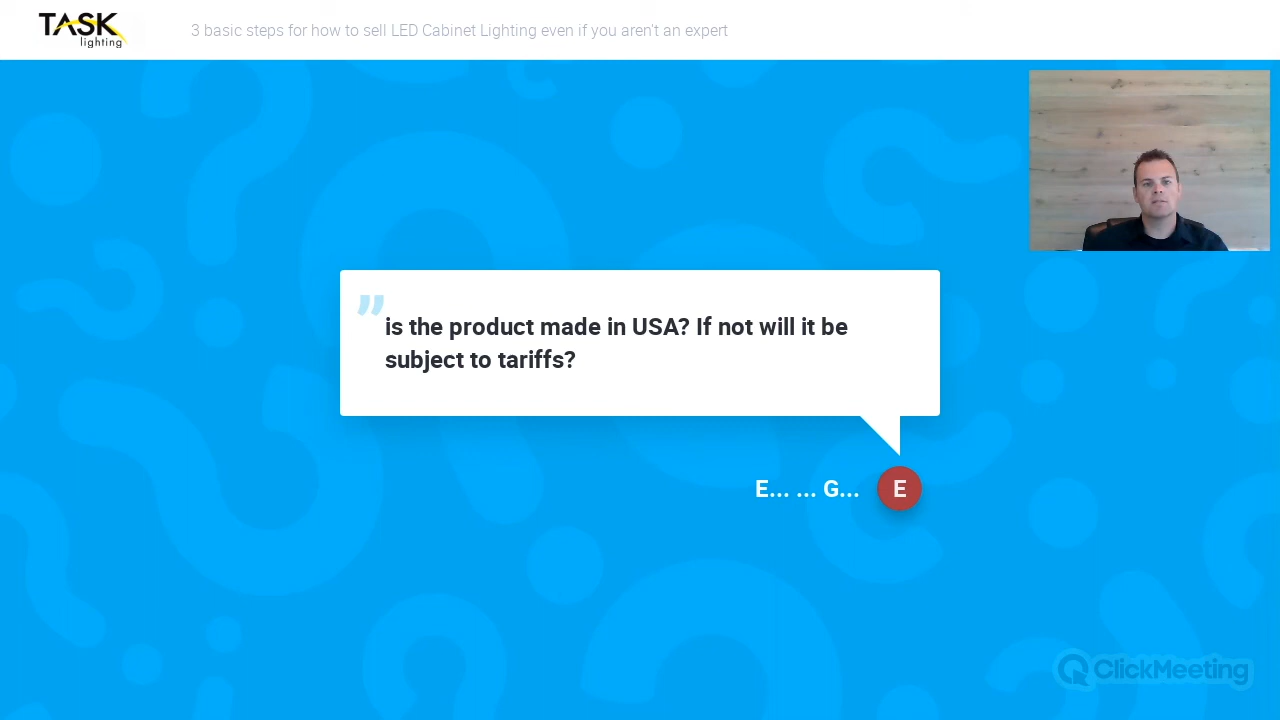 TASK
lighting
3 basic steps for how to sell LED Cabinet Lighting even if you aren't an expert
"
is the product made in USA? If not will it be
subject to tariffs?
E... ... G...
E
ClickMeeting